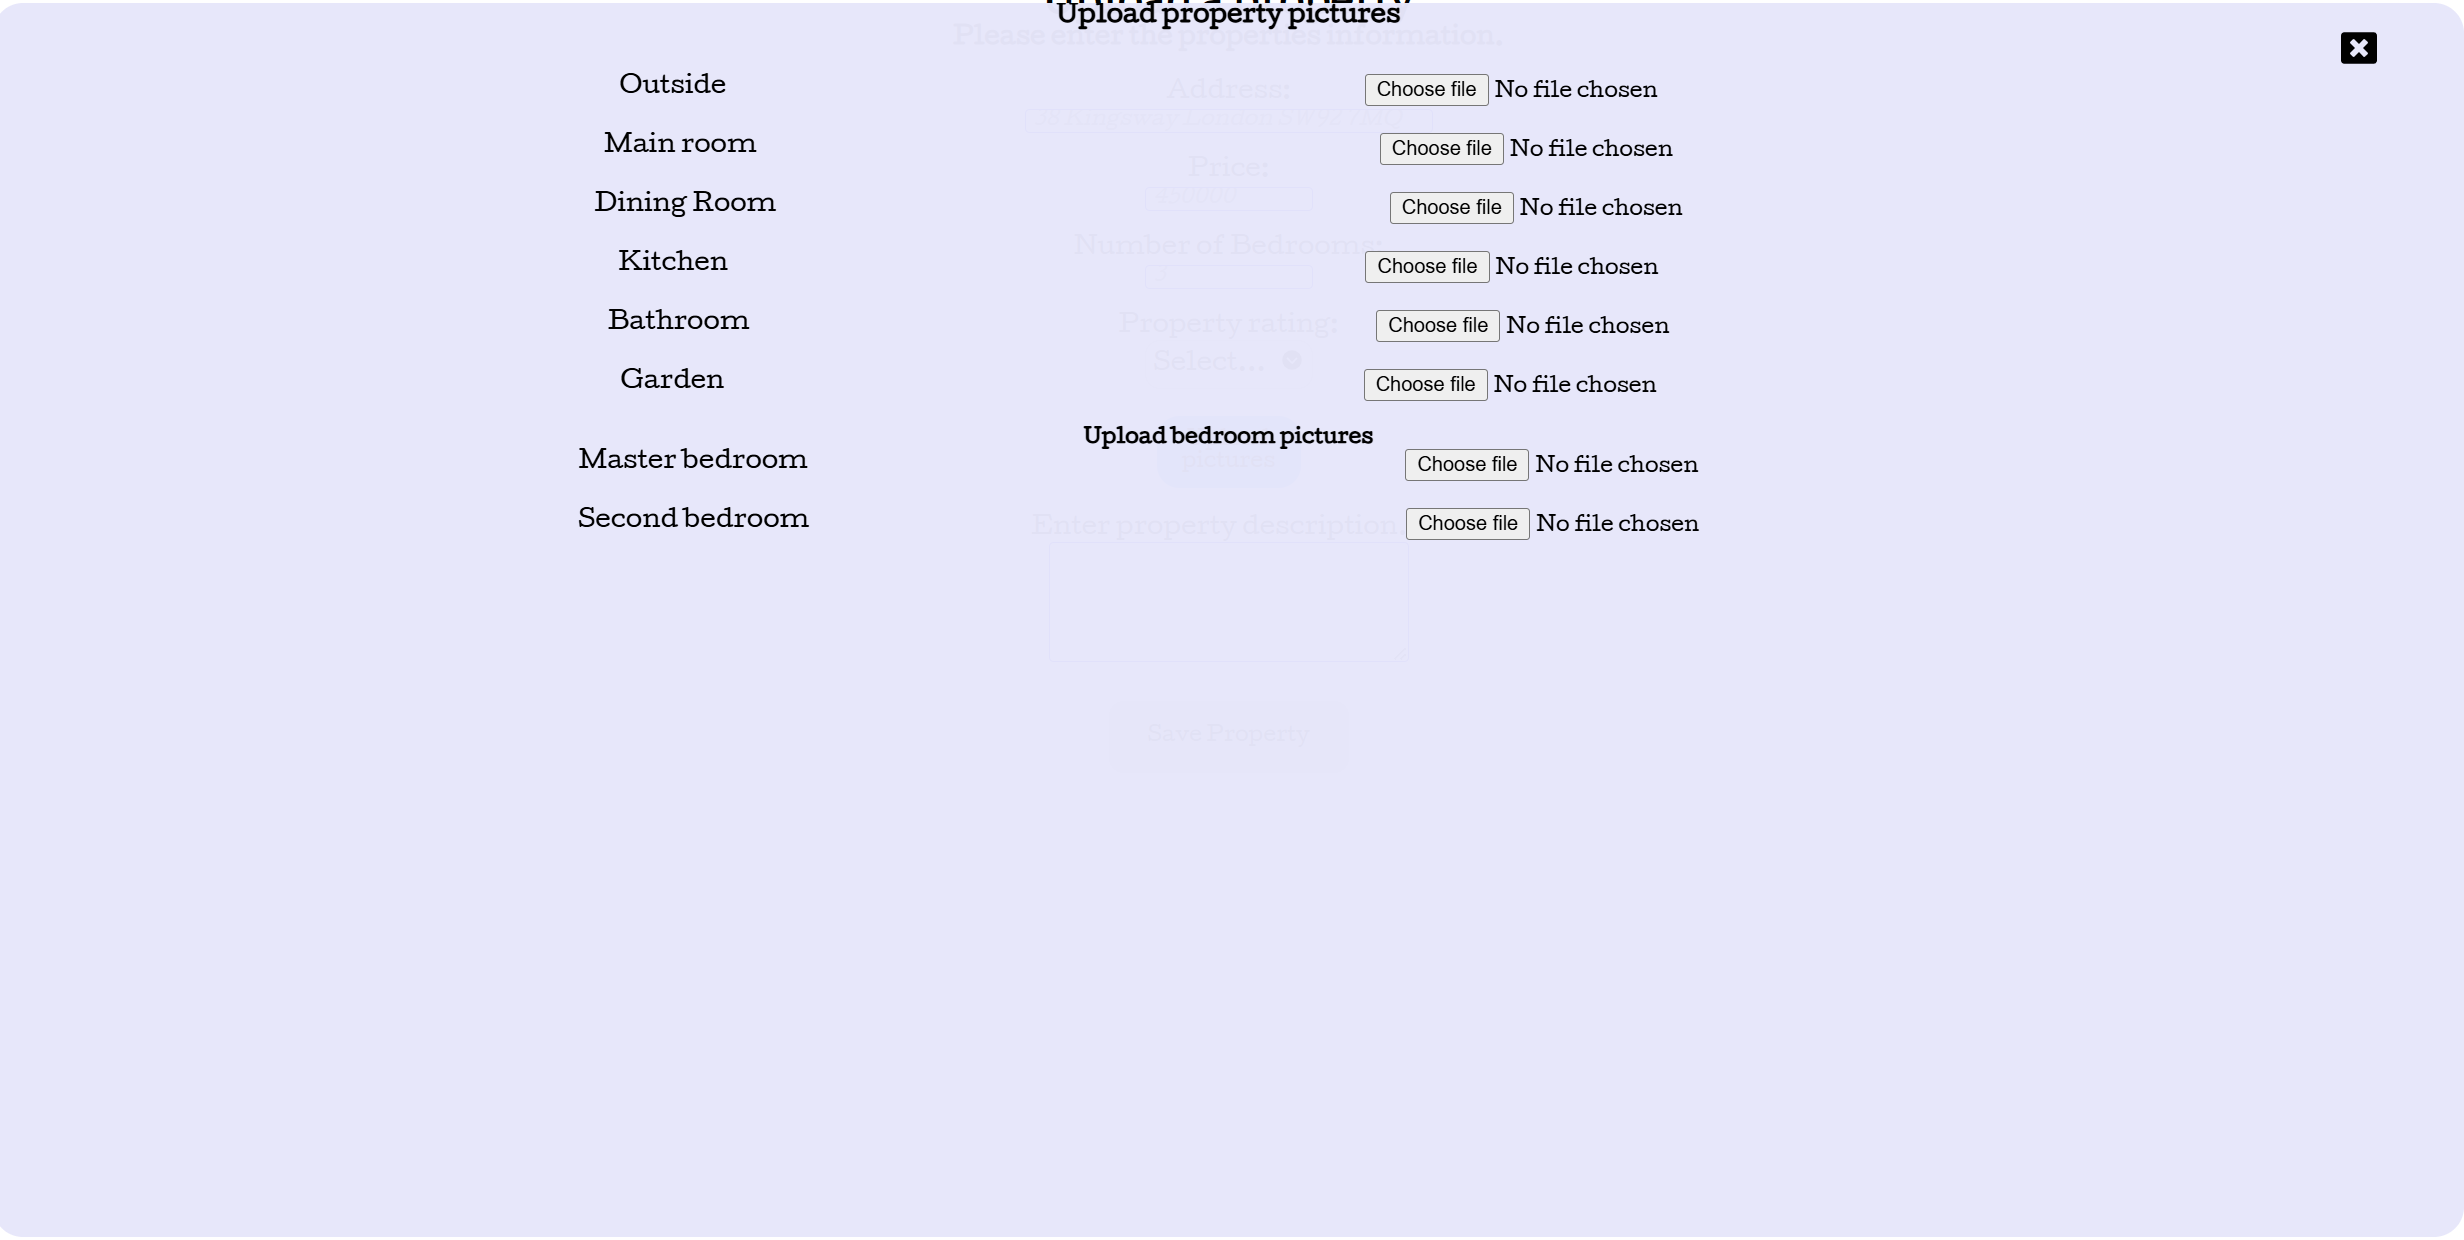 Upload property pictures
Please enter the properties information.
Outside Choose file No file chosen
Address:
Main room Choose file No file chosen
Price:
Dining Room Choose file No file chosen
Number of Bedrooms:
Kitchen Choose file No file chosen
Bathroom Choose file No file chosen
Property rating:
Select...
Garden Choose file No file chosen
Upload bedroom pictures
pictures
Master bedroom Choose file No file chosen
Second bedroom Choose file No file chosen
Enter property description.
Save Property